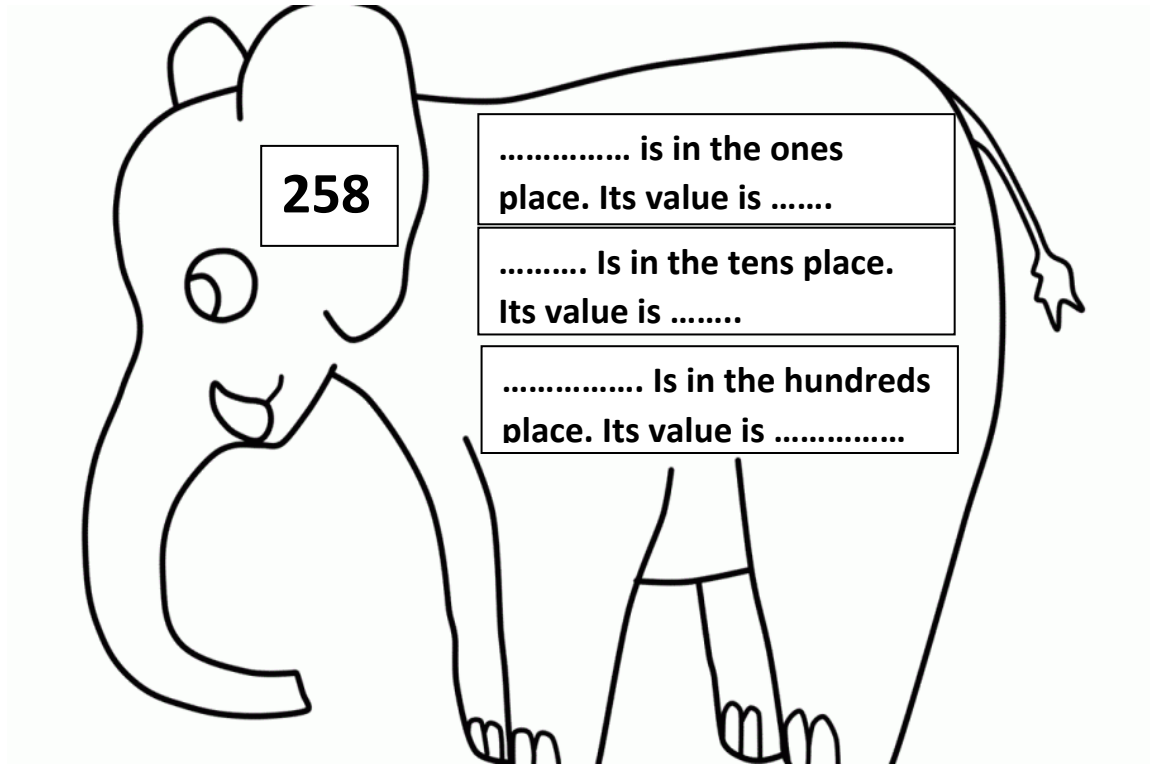 258
…………… is in the ones
place. Its value is …….
………. Is in the tens place.
Its value is ……..
……………. Is in the hundreds
place. Its value is ……………